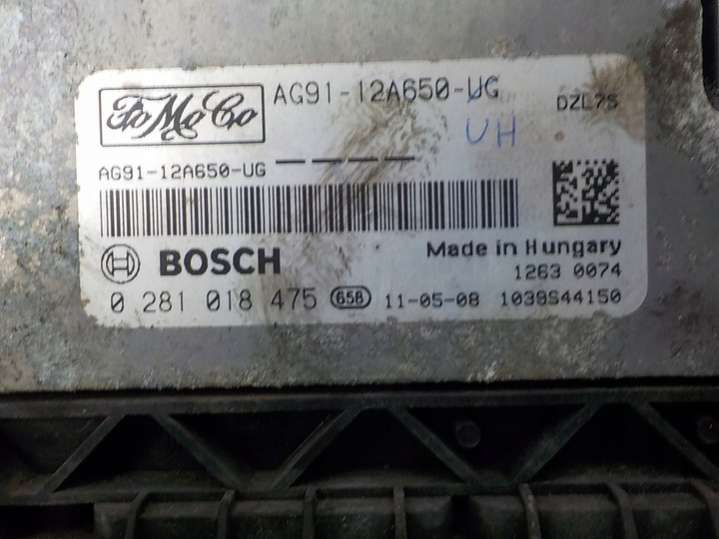 FoMoCo
AG91-12A650-UG
DZL7S
UH
AG91-12A650-UG
BOSCH
Made in Hungary
1263 0074
0 281 018 475 658 11-05-08 1039S44150